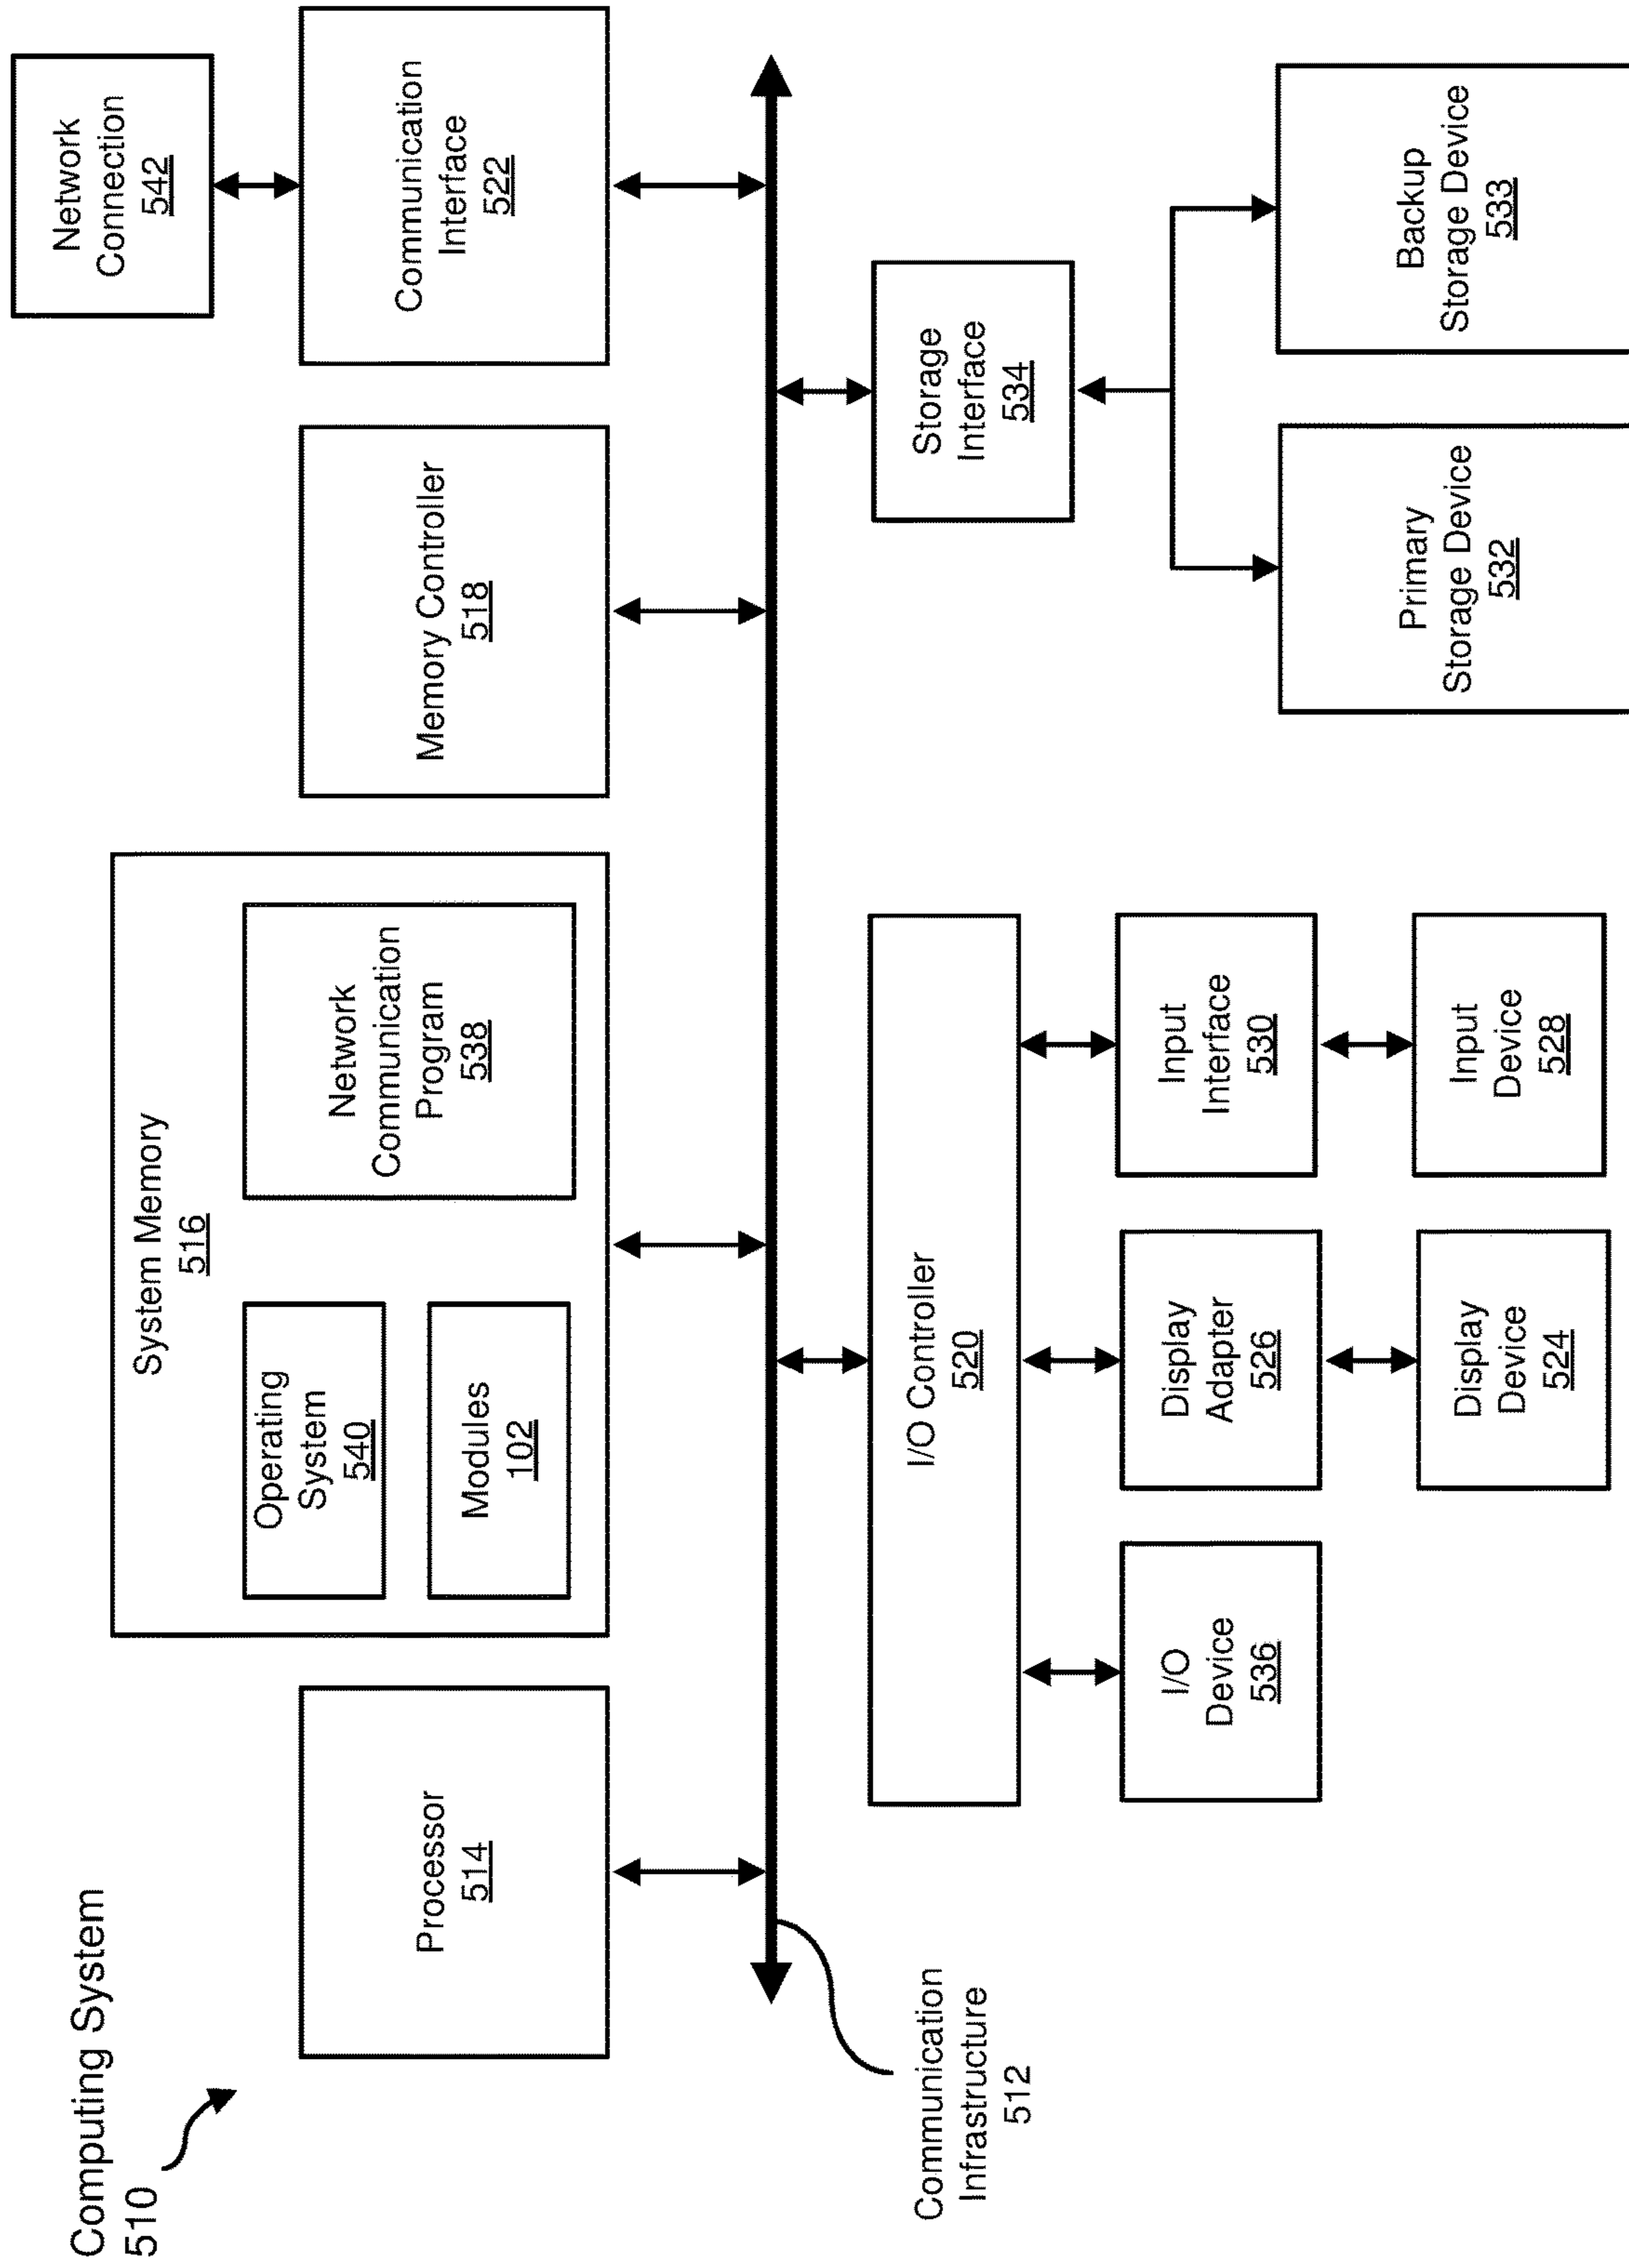 Computing System
510
Processor
514
System Memory
516
Operating
System
540
Modules
102
Network
Communication
Program
538
Memory Controller
518
Network
Connection
542
Communication
Interface
522
Communication
Infrastructure
512
I/O Controller
520
I/O
Device
536
Display
Adapter
526
Display
Device
524
Input
Interface
530
Input
Device
528
Storage
Interface
534
Primary
Storage Device
532
Backup
Storage Device
533